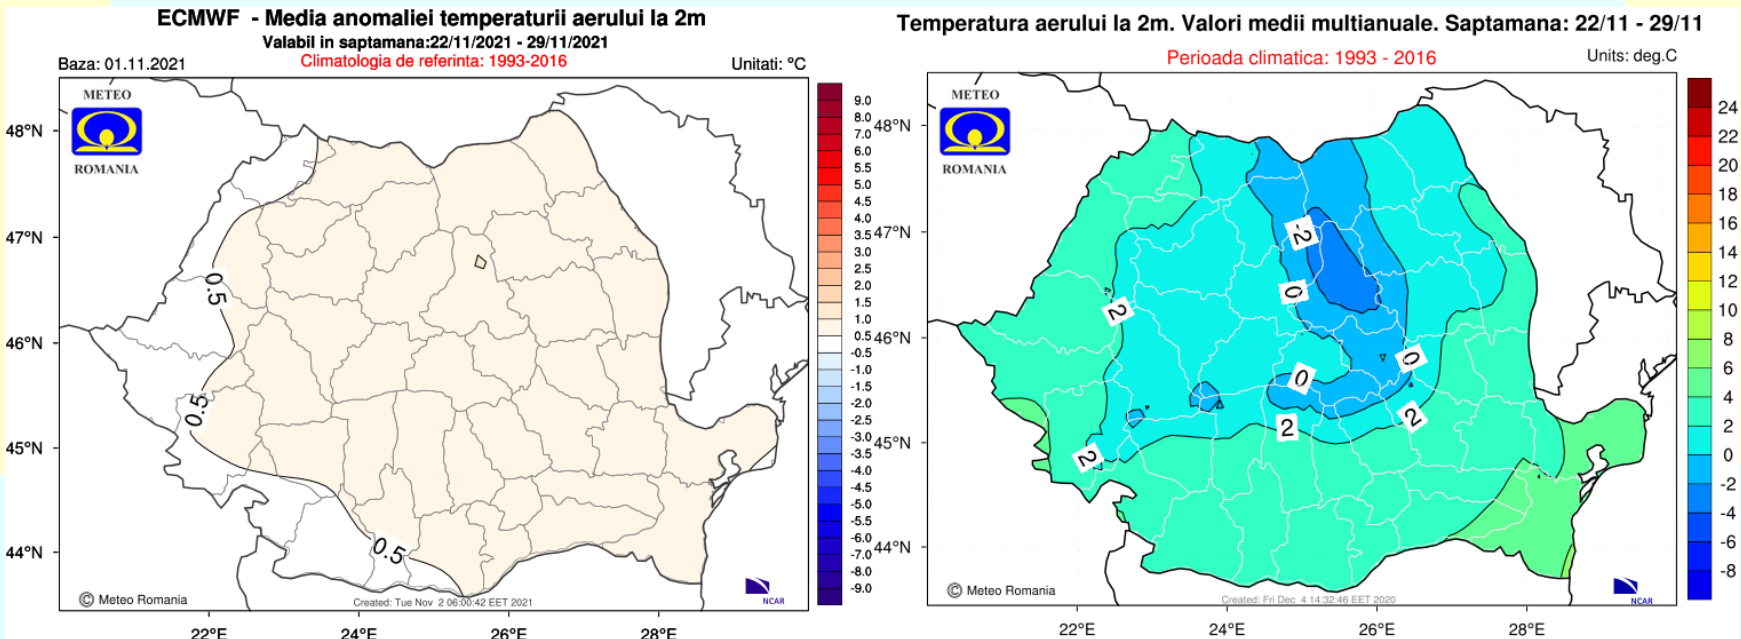 ECMWF - Media anomaliei temperaturii aerului la 2m
Valabil in saptamana:22/11/2021 - 29/11/2021
Climatologia de referinta: 1993-2016
Baza: 01.11.2021
Unitati: ºC
METEO
ROMANIA
48°N
47°N
46°N
45°N
44°N
0.5
0.5
0.5
© Meteo Romania
Created: Tue Nov 2 06:00:42 EET 2021
NCAR
22°E
24°E
26°E
28°E
9.0
8.0
7.0
6.0
5.5
5.0
4.5
4.0
3.5
3.0
2.5
2.0
1.5
1.0
0.5
-0.5
-1.0
-1.5
-2.0
-2.5
-3.0
-3.5
-4.0
-4.5
-5.0
-5.5
-6.0
-7.0
-8.0
-9.0
Temperatura aerului la 2m. Valori medii multianuale. Saptamana: 22/11 - 29/11
Perioada climatica: 1993 - 2016
Units: deg.C
METEO
ROMANIA
48°N
47°N
46°N
45°N
44°N
-2
0
2
0
0
2
2
2
© Meteo Romania
Created: Fri Dec 4 14:32:46 EET 2020
NCAR
22°E
24°E
26°E
28°E
24
22
20
18
16
14
12
10
8
6
4
2
0
-2
-4
-6
-8